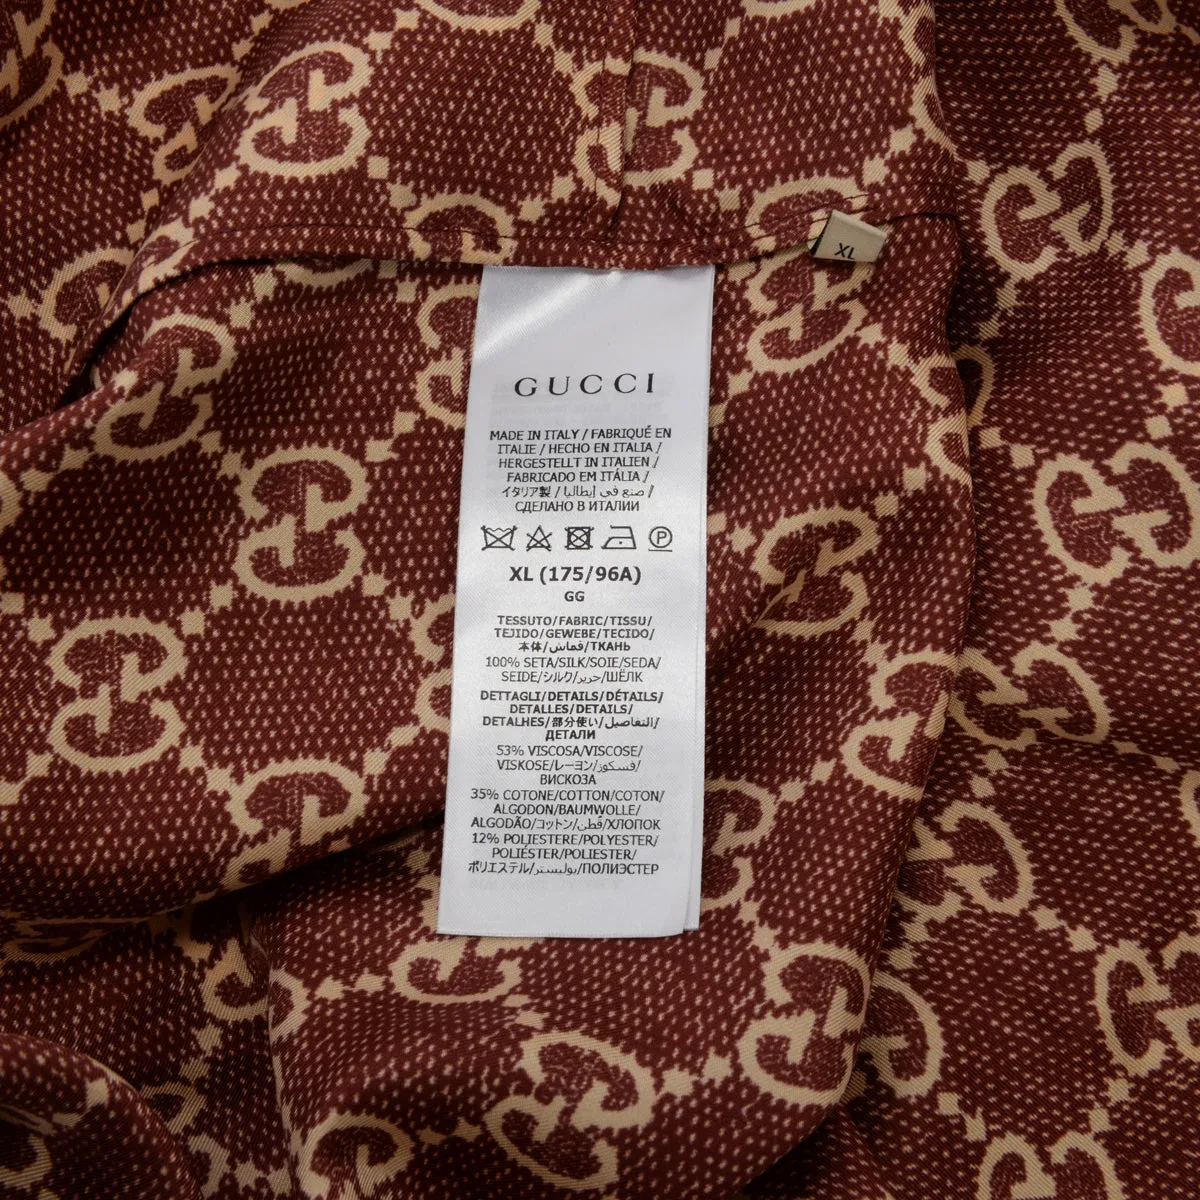 XL
GUCCI
MADE IN ITALY / FABRIQUÉ EN
ITALIE / HECHO EN ITALIA /
HERGESTELLT IN ITALIEN /
FABRICADO EM ITÁLIA /
イタリア製 / صنع في إيطاليا /
СДЕЛАНО В ИТАЛИИ
P
XL (175/96A)
GG
TESSUTO/FABRIC/TISSU/
TEJIDO/GEWEBE/TECIDO/
本体/قماش/ТКАНЬ
100% SETA/SILK/SOIE/SEDA/
SEIDE/シルク/حرير/ШЁЛК
DETTAGLI/DETAILS/DÉTAILS/
DETALLES/DETAILS/
DETALHES/部分使い/التفاصيل/
ДЕТАЛИ
53% VISCOSA/VISCOSE/
VISKOSE/レーヨン/فسكوز/
ВИСКОЗА
35% COTONE/COTTON/COTON/
ALGODON/BAUMWOLLE/
ALGODÃO/コットン/قطن/ХЛОПОК
12% POLIESTERE/POLYESTER/
POLIÉSTER/POLIESTER/
ポリエステル/بوليستر/ПОЛИЭСТЕР